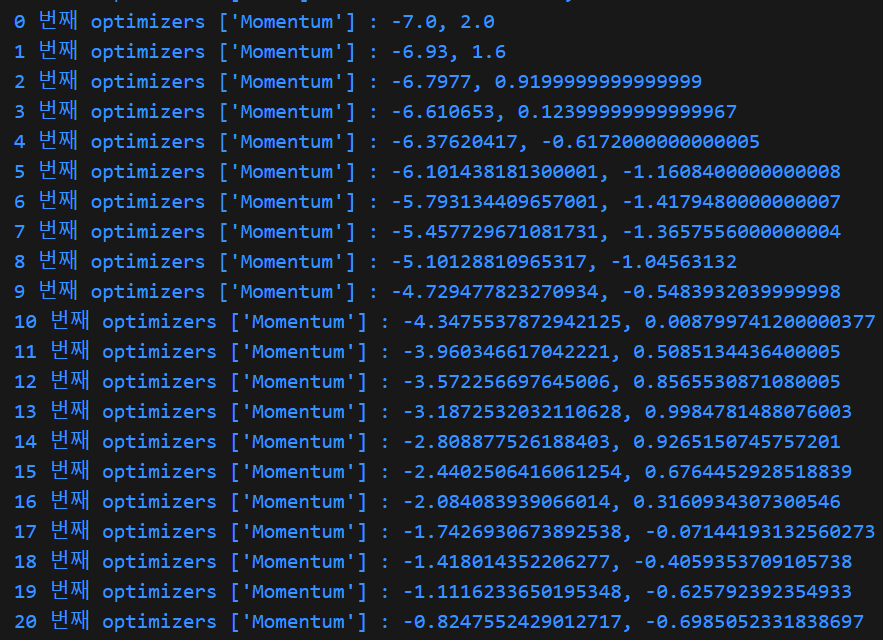 0 번째 optimizers ['Momentum'] : -7.0, 2.0
1 번째 optimizers ['Momentum'] : -6.93, 1.6
2 번째 optimizers ['Momentum'] : -6.7977, 0.9199999999999999
3 번째 optimizers ['Momentum'] : -6.610653, 0.12399999999999967
4 번째 optimizers ['Momentum'] : -6.37620417, -0.6172000000000005
5 번째 optimizers ['Momentum'] : -6.101438181300001, -1.1608400000000008
6 번째 optimizers ['Momentum'] : -5.793134409657001, -1.4179480000000007
7 번째 optimizers ['Momentum'] : -5.457729671081731, -1.3657556000000004
8 번째 optimizers ['Momentum'] : -5.10128810965317, -1.04563132
9 번째 optimizers ['Momentum'] : -4.729477823270934, -0.5483932039999998
10 번째 optimizers ['Momentum'] : -4.3475537872942125, 0.008799741200000377
11 번째 optimizers ['Momentum'] : -3.960346617042221, 0.5085134436400005
12 번째 optimizers ['Momentum'] : -3.572256697645006, 0.8565530871080005
13 번째 optimizers ['Momentum'] : -3.1872532032110628, 0.9984781488076003
14 번째 optimizers ['Momentum'] : -2.808877526188403, 0.9265150745757201
15 번째 optimizers ['Momentum'] : -2.4402506416061254, 0.6764452928518839
16 번째 optimizers ['Momentum'] : -2.084083939066014, 0.3160934307300546
17 번째 optimizers ['Momentum'] : -1.7426930673892538, -0.07144193132560273
18 번째 optimizers ['Momentum'] : -1.418014352206277, -0.4059353709105738
19 번째 optimizers ['Momentum'] : -1.1116233650195348, -0.625792392354933
20 번째 optimizers ['Momentum'] : -0.8247552429012717, -0.6985052331838697